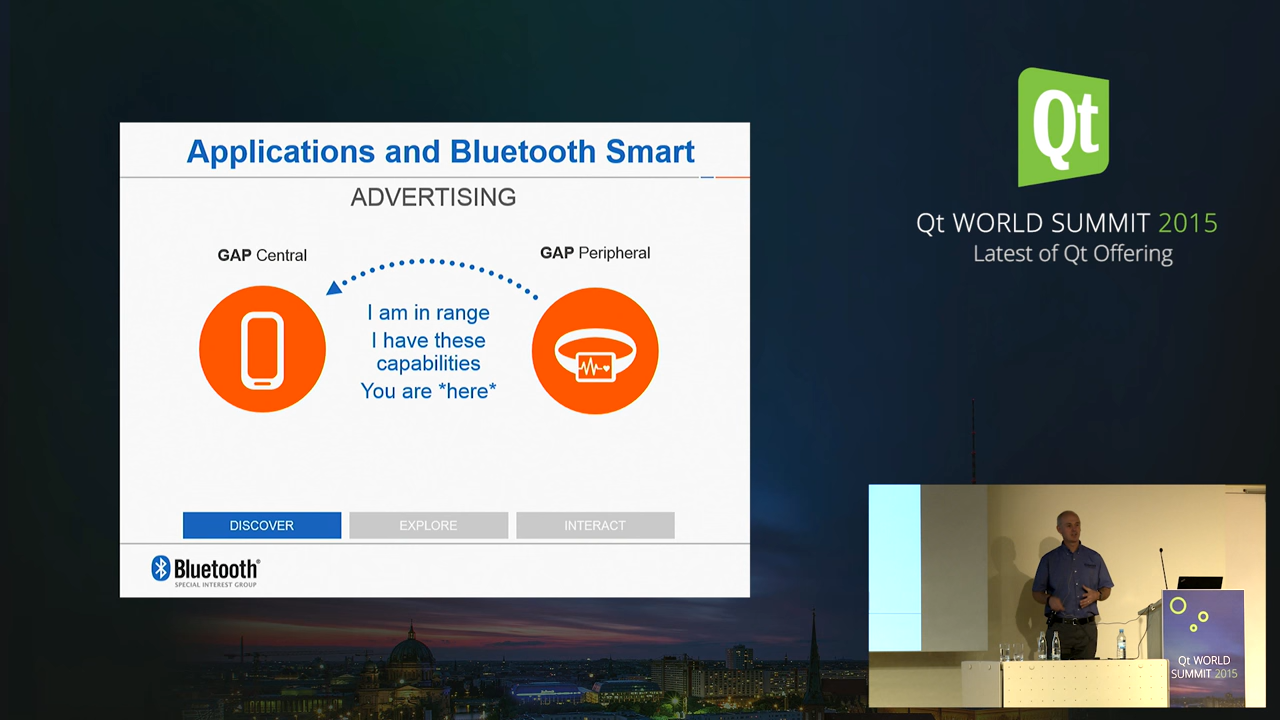 Applications and Bluetooth Smart
ADVERTISING
GAP Central
GAP Peripheral
I am in range
I have these
capabilities
You are *here*
DISCOVER
EXPLORE
INTERACT
Bluetooth®
SPECIAL INTEREST GROUP
Qt
Qt WORLD SUMMIT 2015
Latest of Qt Offering
Qt WORLD
SUMMIT 2015